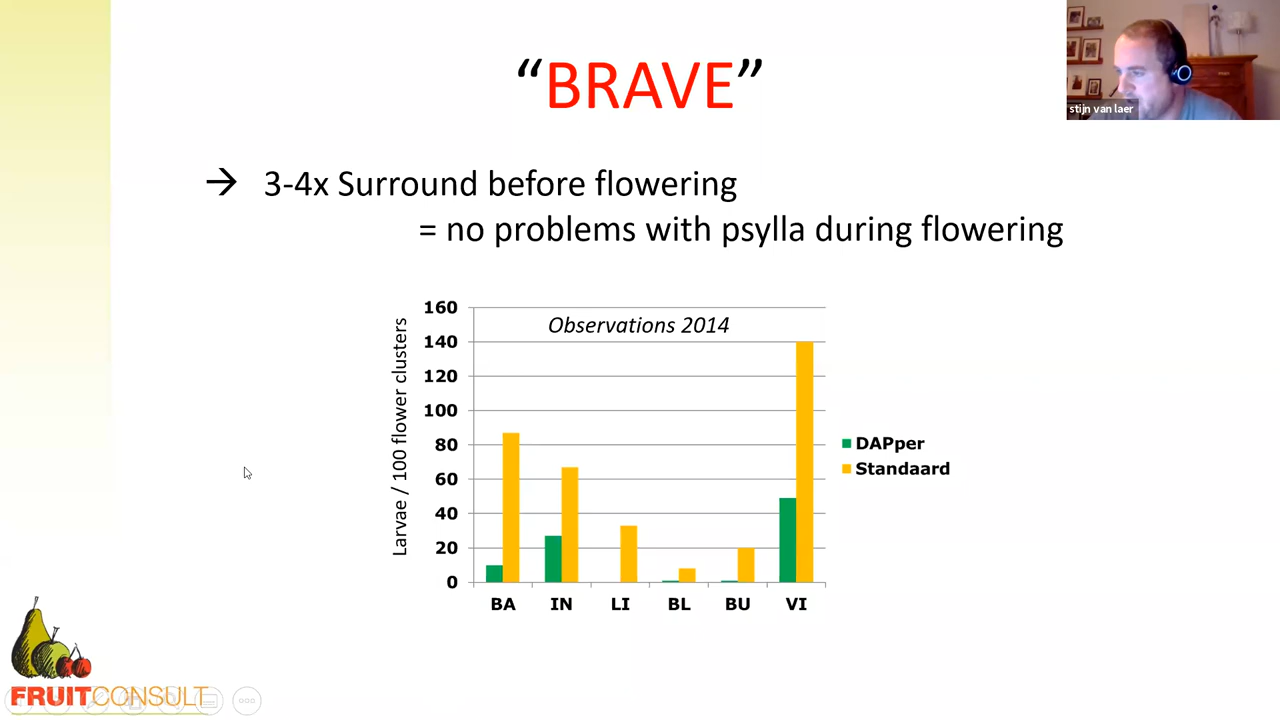 “BRAVE”
stijn van laer
→ 3-4x Surround before flowering
= no problems with psylla during flowering
Observations 2014
Larvae / 100 flower clusters
160
140
120
100
80
60
40
20
0
BA IN LI BL BU VI
DAPper
Standaard
FRUITCONSULT